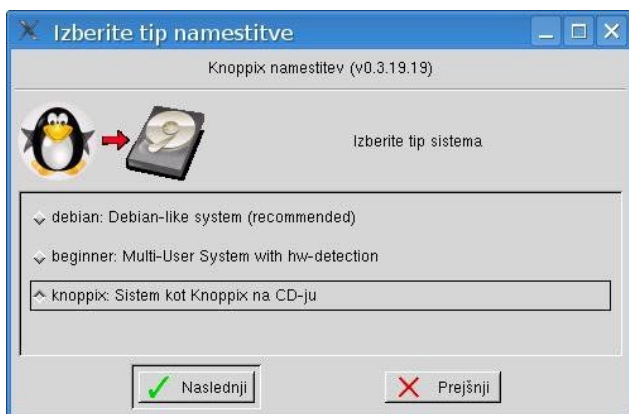 Izberite tip namestitve
Knoppix namestitev (v0.3.19.19)
Izberite tip sistema
debian: Debian-like system (recommended)
beginner: Multi-User System with hw-detection
knoppix: Sistem kot Knoppix na CD-ju
Naslednji
Prejšnji